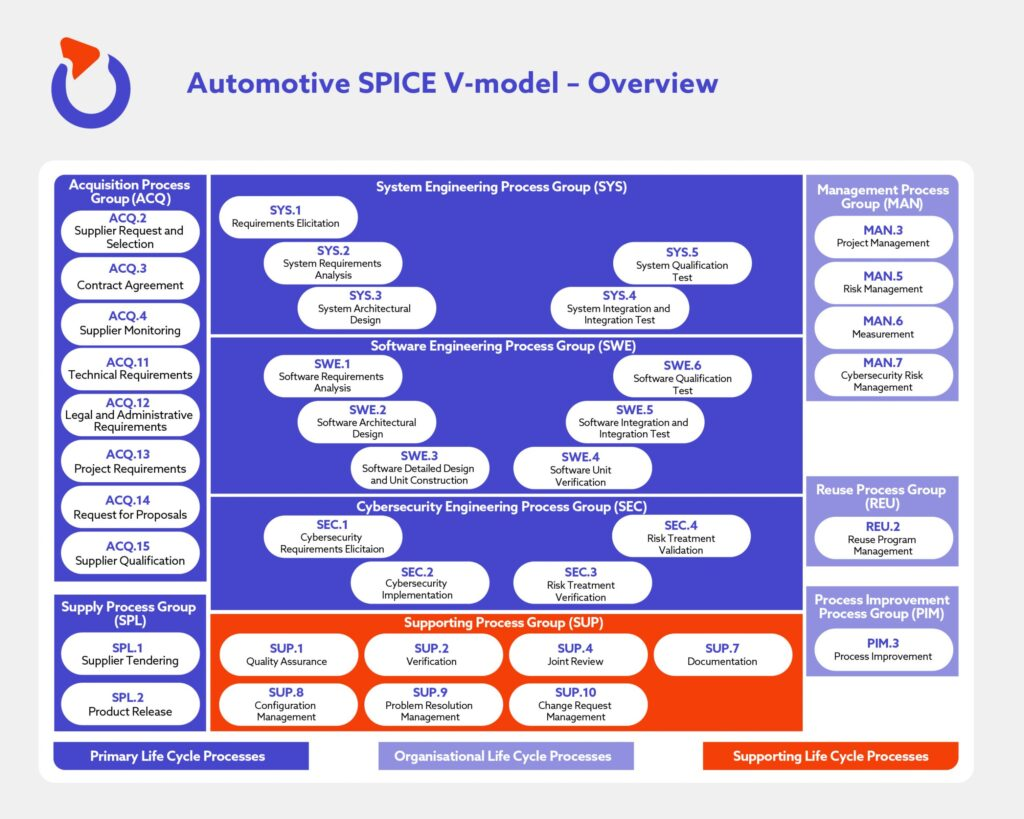 Automotive SPICE V-model – Overview
Acquisition Process
Group (ACQ)
ACQ.2
Supplier Request and
Selection
ACQ.3
Contract Agreement
ACQ.4
Supplier Monitoring
ACQ.11
Technical Requirements
ACQ.12
Legal and Administrative
Requirements
ACQ.13
Project Requirements
ACQ.14
Request for Proposals
ACQ.15
Supplier Qualification
Supply Process Group
(SPL)
SPL.1
Supplier Tendering
SPL.2
Product Release
System Engineering Process Group (SYS)
SYS.1
Requirements Elicitation
SYS.2
System Requirements
Analysis
SYS.3
System Architectural
Design
SYS.5
System Qualification
Test
SYS.4
System Integration and
Integration Test
Software Engineering Process Group (SWE)
SWE.1
Software Requirements
Analysis
SWE.2
Software Architectural
Design
SWE.3
Software Detailed Design
and Unit Construction
SWE.6
Software Qualification
Test
SWE.5
Software Integration and
Integration Test
SWE.4
Software Unit
Verification
Cybersecurity Engineering Process Group (SEC)
SEC.1
Cybersecurity
Requirements Elicitaion
SEC.2
Cybersecurity
Implementation
SEC.4
Risk Treatment
Validation
SEC.3
Risk Treatment
Verification
Supporting Process Group (SUP)
SUP.1
Quality Assurance
SUP.2
Verification
SUP.4
Joint Review
SUP.7
Documentation
SUP.8
Configuration
Management
SUP.9
Problem Resolution
Management
SUP.10
Change Request
Management
Management Process
Group (MAN)
MAN.3
Project Management
MAN.5
Risk Management
MAN.6
Measurement
MAN.7
Cybersecurity Risk
Management
Reuse Process Group
(REU)
REU.2
Reuse Program
Management
Process Improvement
Process Group (PIM)
PIM.3
Process Improvement
Primary Life Cycle Processes
Organisational Life Cycle Processes
Supporting Life Cycle Processes